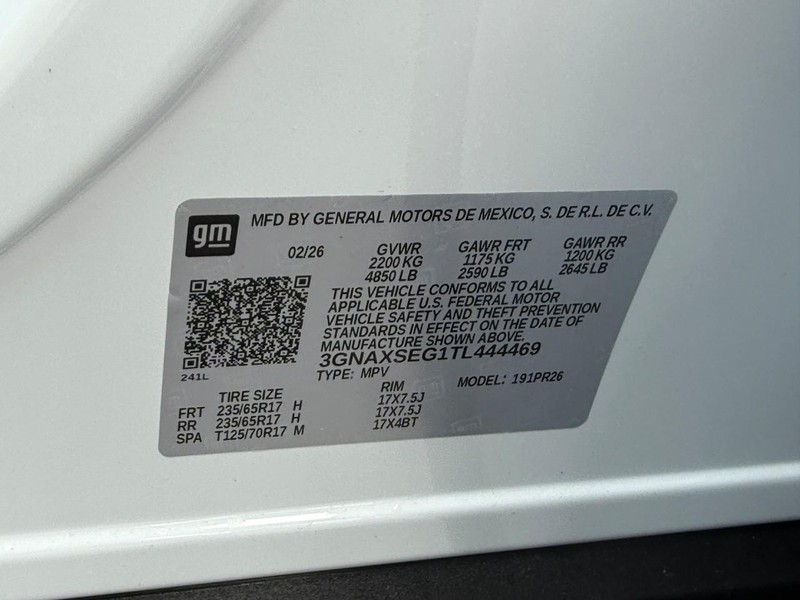 gm MFD BY GENERAL MOTORS DE MEXICO, S. DE R.L. DE C.V.
02/26 GVWR GAWR FRT GAWR RR
2200 KG 1175 KG 1200 KG
4850 LB 2590 LB 2645 LB
THIS VEHICLE CONFORMS TO ALL
APPLICABLE U.S. FEDERAL MOTOR
VEHICLE SAFETY AND THEFT PREVENTION
STANDARDS IN EFFECT ON THE DATE OF
MANUFACTURE SHOWN ABOVE.
3GNAXSEG1TL444469
241L
TYPE: MPV MODEL: 191PR26
TIRE SIZE RIM
FRT 235/65R17 H 17X7.5J
RR 235/65R17 H 17X7.5J
SPA T125/70R17 M 17X4BT